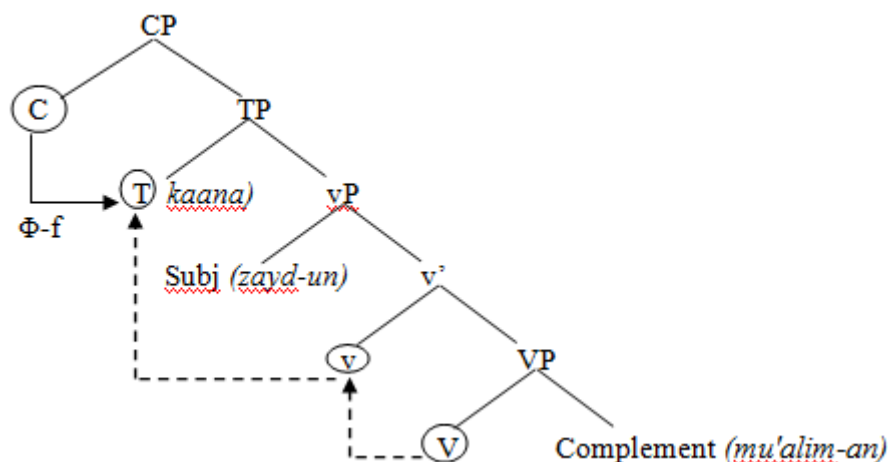 CP
C
TP
T kaana)
vP
Φ-f
Subj (zayd-un)
v’
v
VP
V
Complement (mu'alim-an)